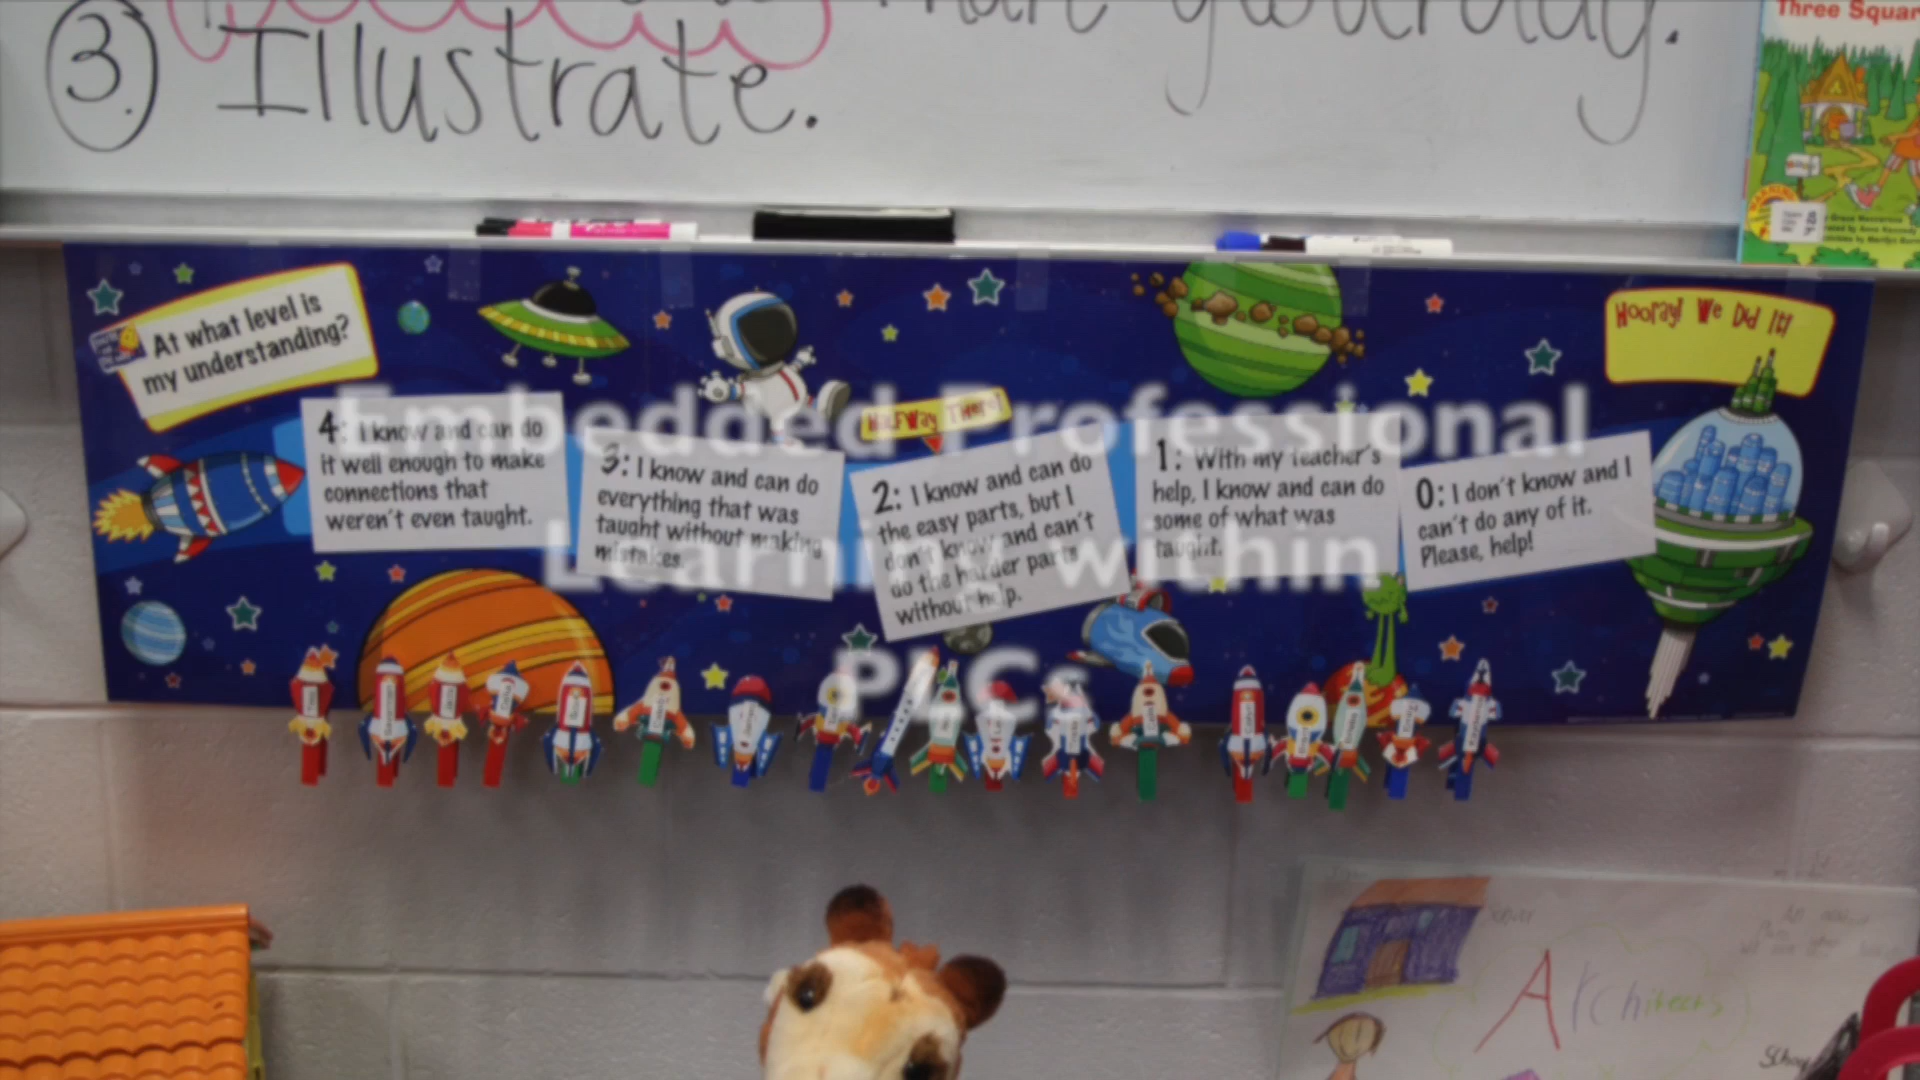 than yesterday.
3. Illustrate.
Three Squar
At what level is
my understanding?
Hooray! We Did It!
Halfway There!
Embedded Professional
Learning within
PLCs
4: I know and can do
it well enough to make
connections that
weren't even taught.
3: I know and can do
everything that was
taught without making
mistakes.
2: I know and can do
the easy parts, but I
don't know and can't
do the harder parts
without help.
1: With my teacher's
help, I know and can do
some of what was
taught.
0: I don't know and I
can't do any of it.
Please, help!
Architects